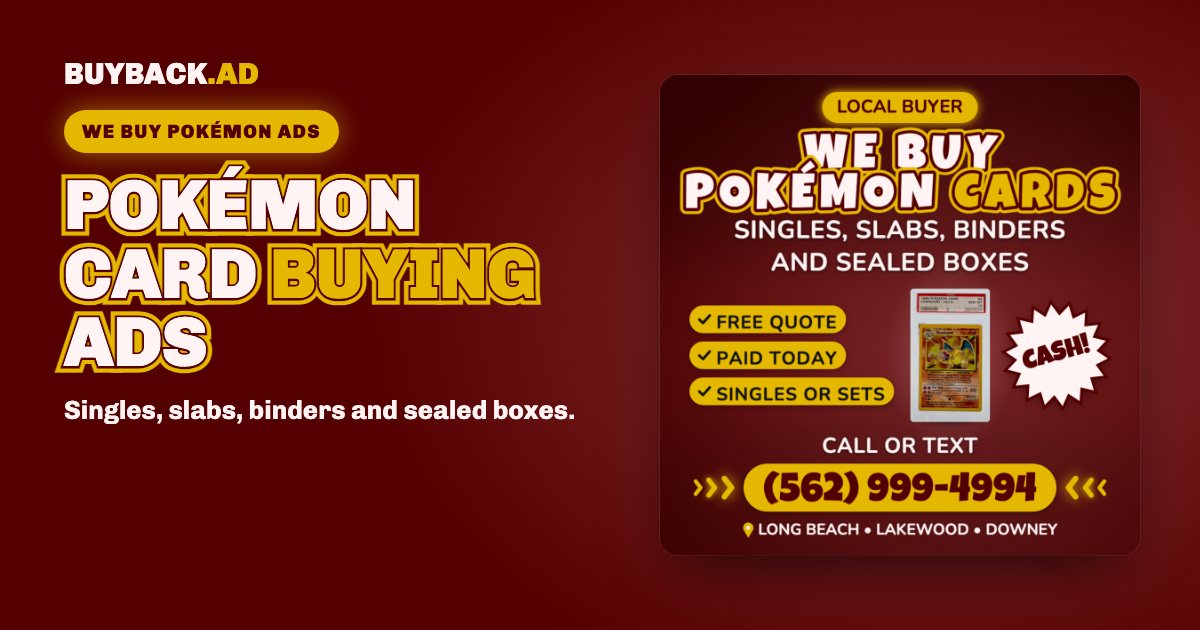 BUYBACK.AD
WE BUY POKÉMON ADS
POKÉMON
CARD BUYING
ADS
Singles, slabs, binders and sealed boxes.
LOCAL BUYER
WE BUY
POKÉMON CARDS
SINGLES, SLABS, BINDERS
AND SEALED BOXES
FREE QUOTE
PAID TODAY
SINGLES OR SETS
Charizard
CASH!
CALL OR TEXT
(562) 999-4994
LONG BEACH • LAKEWOOD • DOWNEY